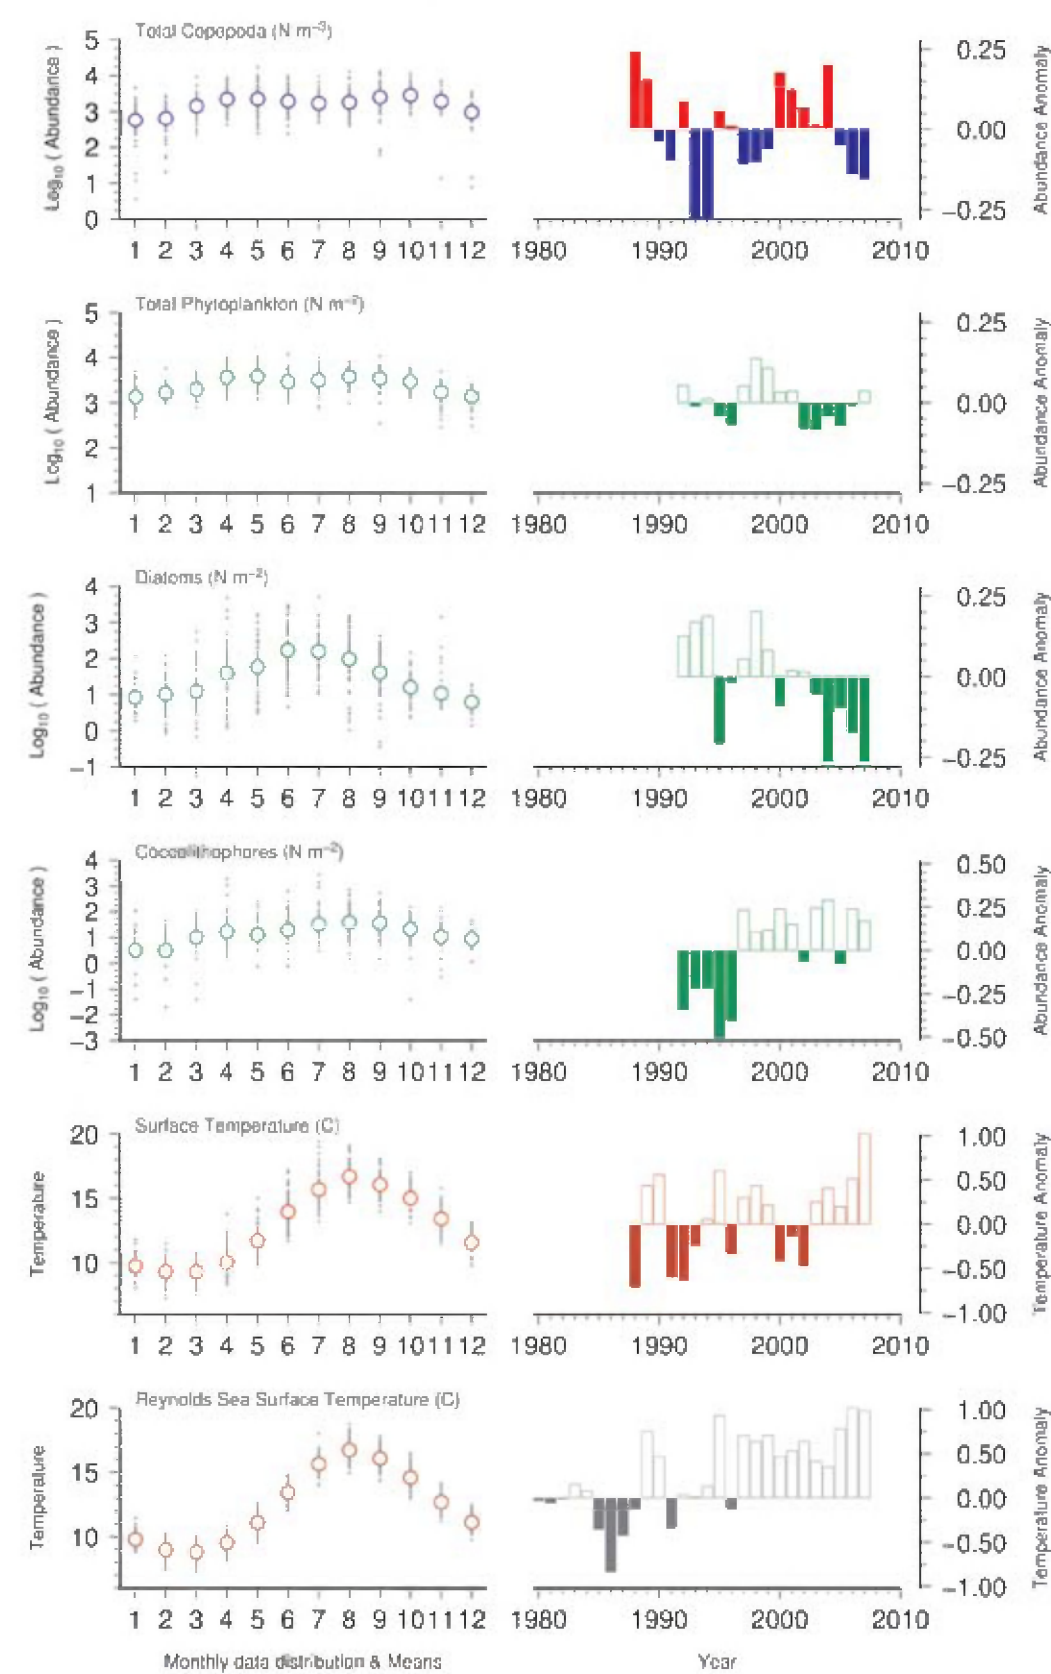 Total Copepoda (N m⁻³)
Log₁₀ ( Abundance )
5
4
3
2
1
0
1 2 3 4 5 6 7 8 9 10 11 12
0.25
0.00
−0.25
Abundance Anomaly
1980 1990 2000 2010
Total Phytoplankton (N m⁻²)
Log₁₀ ( Abundance )
5
4
3
2
1
1 2 3 4 5 6 7 8 9 10 11 12
0.25
0.00
−0.25
Abundance Anomaly
1980 1990 2000 2010
Diatoms (N m⁻²)
Log₁₀ ( Abundance )
4
3
2
1
0
−1
1 2 3 4 5 6 7 8 9 10 11 12
0.25
0.00
−0.25
Abundance Anomaly
1980 1990 2000 2010
Coccolithophores (N m⁻²)
Log₁₀ ( Abundance )
4
3
2
1
0
−1
−2
−3
1 2 3 4 5 6 7 8 9 10 11 12
0.50
0.25
0.00
−0.25
−0.50
Abundance Anomaly
1980 1990 2000 2010
Surface Temperature (C)
Temperature
20
15
10
1 2 3 4 5 6 7 8 9 10 11 12
1.00
0.50
0.00
−0.50
−1.00
Temperature Anomaly
1980 1990 2000 2010
Reynolds Sea Surface Temperature (C)
Temperature
20
15
10
1 2 3 4 5 6 7 8 9 10 11 12
1.00
0.50
0.00
−0.50
−1.00
Temperature Anomaly
1980 1990 2000 2010
Monthly data distribution & Means
Year